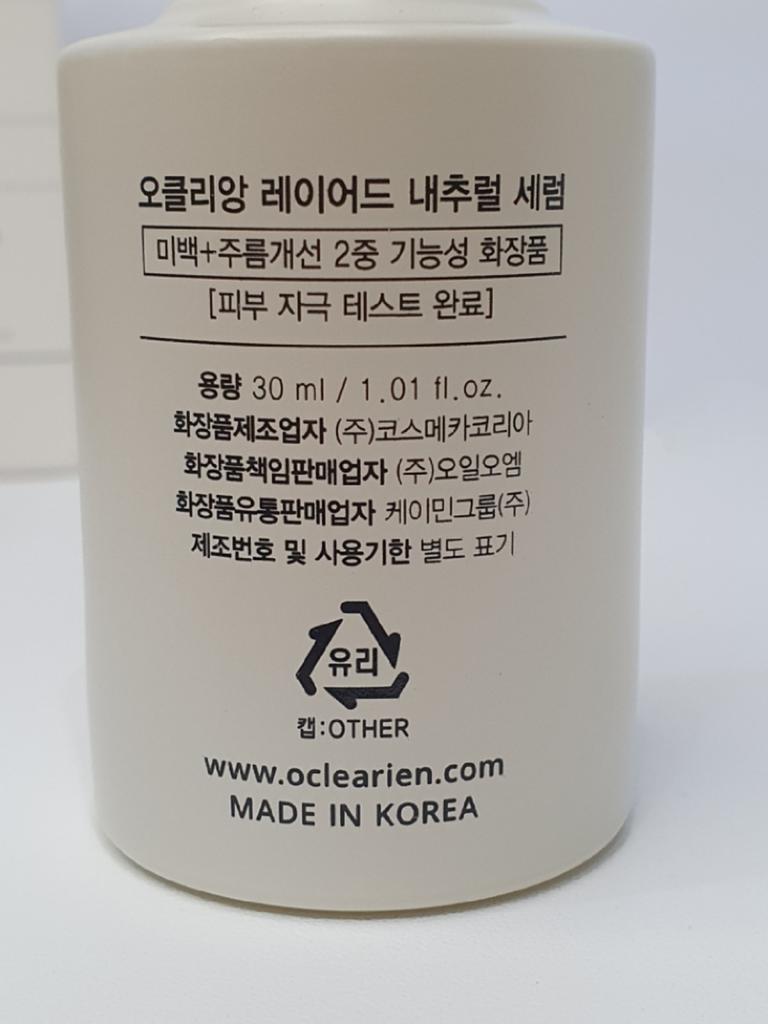 오클리앙 레이어드 내추럴 세럼
미백+주름개선 2중 기능성 화장품
[피부 자극 테스트 완료]
용량 30 ml / 1.01 fl.oz.
화장품제조업자 (주)코스메카코리아
화장품책임판매업자 (주)오일오엠
화장품유통판매업자 케이민그룹(주)
제조번호 및 사용기한 별도 표기
유리
캡:OTHER
www.oclearien.com
MADE IN KOREA